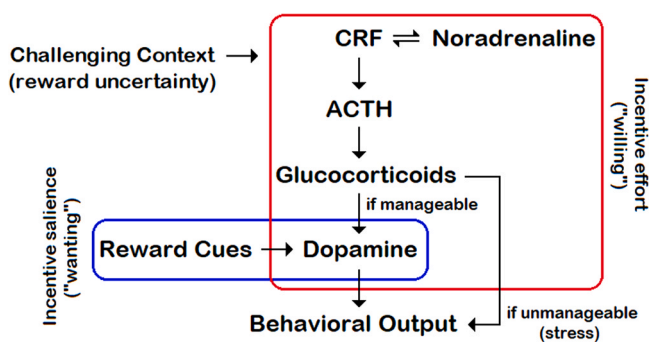 CRF ⇌ Noradrenaline
Challenging Context
(reward uncertainty)
ACTH
Incentive effort
("willing")
Glucocorticoids
if manageable
Incentive salience
("wanting")
Reward Cues → Dopamine
Behavioral Output
if unmanageable
(stress)